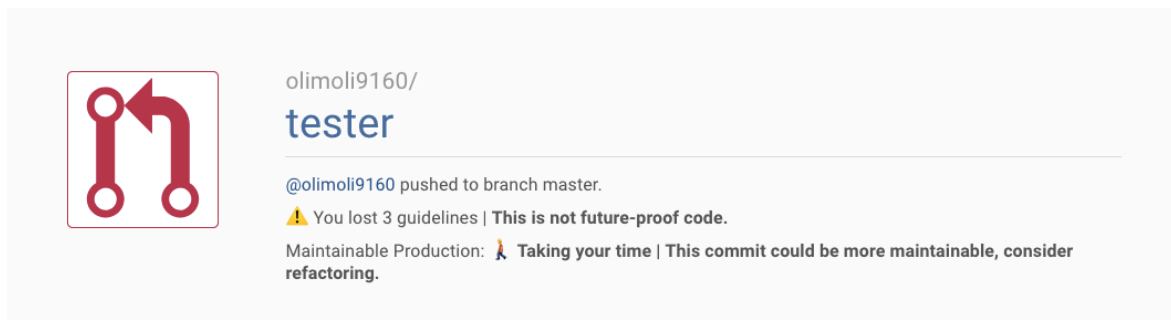 olimoli9160/
tester
@olimoli9160 pushed to branch master.
⚠️ You lost 3 guidelines | This is not future-proof code.
Maintainable Production: 🚶 Taking your time | This commit could be more maintainable, consider
refactoring.